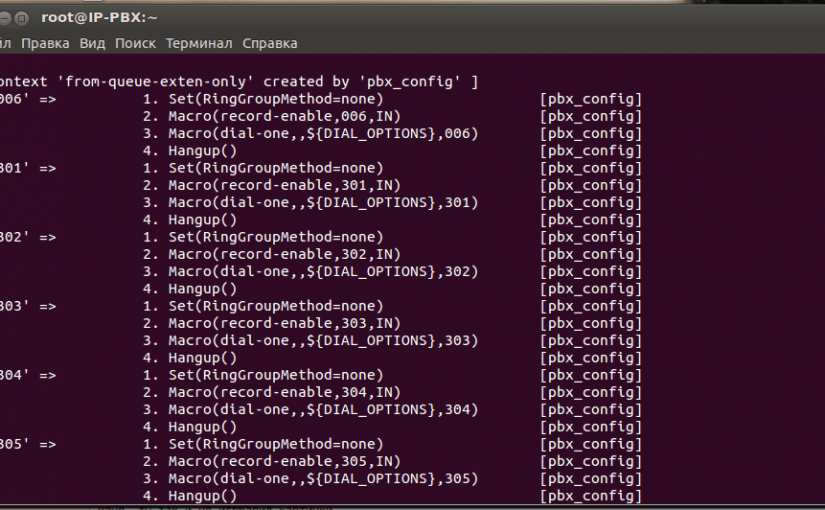 root@IP-PBX:~
йл Правка Вид Поиск Терминал Справка
ontext 'from-queue-exten-only' created by 'pbx_config' ]
006' => 1. Set(RingGroupMethod=none) [pbx_config]
2. Macro(record-enable,006,IN) [pbx_config]
3. Macro(dial-one,,${DIAL_OPTIONS},006) [pbx_config]
4. Hangup() [pbx_config]
301' => 1. Set(RingGroupMethod=none) [pbx_config]
2. Macro(record-enable,301,IN) [pbx_config]
3. Macro(dial-one,,${DIAL_OPTIONS},301) [pbx_config]
4. Hangup() [pbx_config]
302' => 1. Set(RingGroupMethod=none) [pbx_config]
2. Macro(record-enable,302,IN) [pbx_config]
3. Macro(dial-one,,${DIAL_OPTIONS},302) [pbx_config]
4. Hangup() [pbx_config]
303' => 1. Set(RingGroupMethod=none) [pbx_config]
2. Macro(record-enable,303,IN) [pbx_config]
3. Macro(dial-one,,${DIAL_OPTIONS},303) [pbx_config]
4. Hangup() [pbx_config]
304' => 1. Set(RingGroupMethod=none) [pbx_config]
2. Macro(record-enable,304,IN) [pbx_config]
3. Macro(dial-one,,${DIAL_OPTIONS},304) [pbx_config]
4. Hangup() [pbx_config]
305' => 1. Set(RingGroupMethod=none) [pbx_config]
2. Macro(record-enable,305,IN) [pbx_config]
3. Macro(dial-one,,${DIAL_OPTIONS},305) [pbx_config]
4. Hangup() [pbx_config]